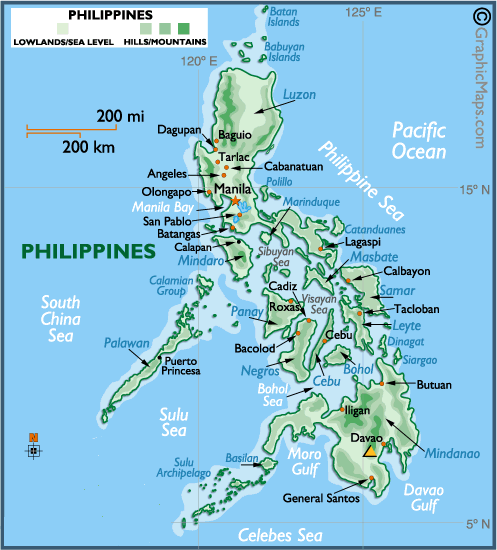 PHILIPPINES
LOWLANDS/SEA LEVEL
HILLS/MOUNTAINS
Batan
Islands
125° E
© GraphicMaps.com
Babuyan
Islands
120° E
Luzon
200 mi
200 km
Dagupan
Baguio
Pacific
Ocean
Tarlac
Cabanatuan
Angeles
Philippine Sea
Olongapo
Manila
Polillo
15° N
Manila Bay
Marinduque
San Pablo
Catanduanes
Batangas
Lagaspi
Calapan
PHILIPPINES
Sibuyan
Sea
Masbate
Mindaro
Calbayon
Calamian
Group
Cadiz
Samar
Visayan
Sea
Roxas
South
China
Sea
Panay
Tacloban
Leyte
Palawan
Bacolod
Cebu
Dinagat
Siargao
Puerto
Princesa
Negros
Cebu
Bohol
Bohol
Sea
Butuan
Sulu
Sea
Iligan
Davao
Mindanao
N
Sulu
Archipelago
Basilan
Moro
Gulf
General Santos
Davao
Gulf
Celebes Sea
5° N